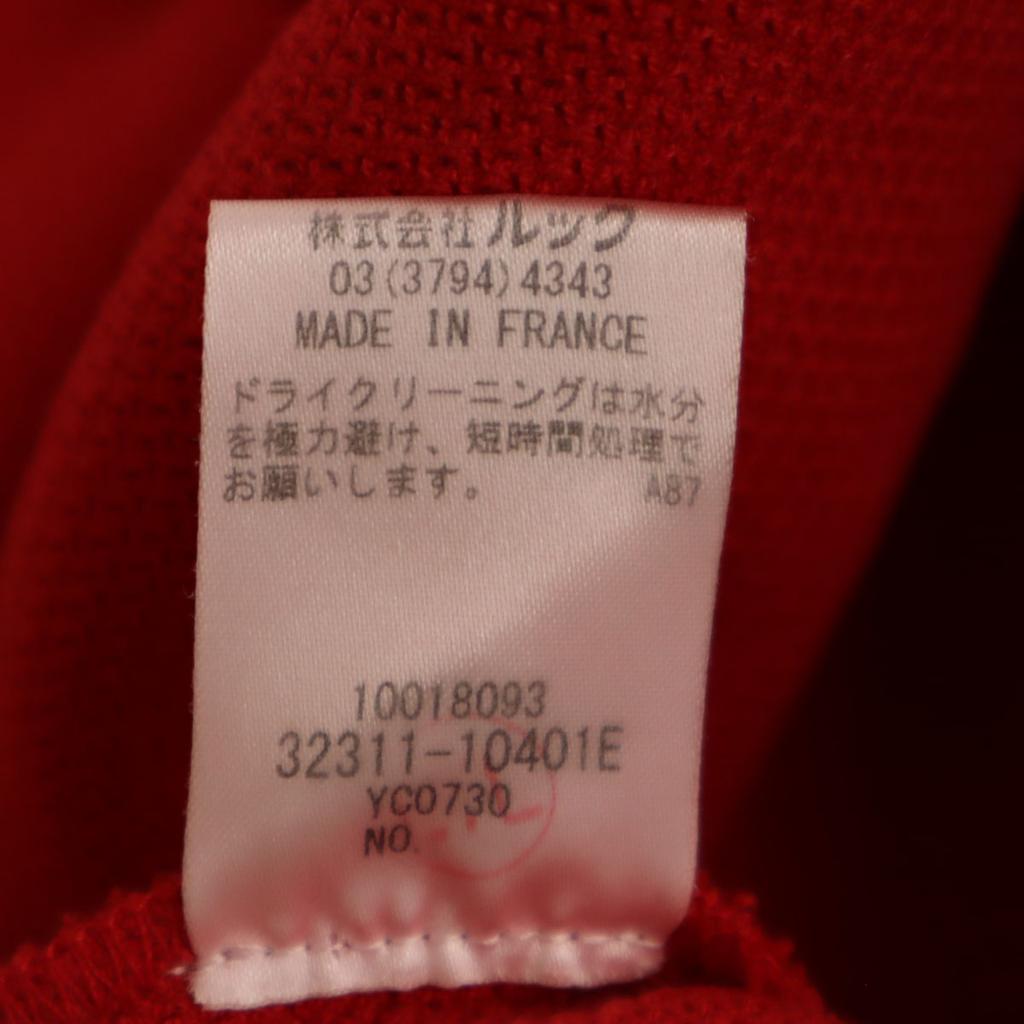 株式会社ルック
03(3794)4343
MADE IN FRANCE
ドライクリーニングは水分
を極力避け、短時間処理で
お願いします。 A87
10018093
32311-10401E
YC0730
NO.